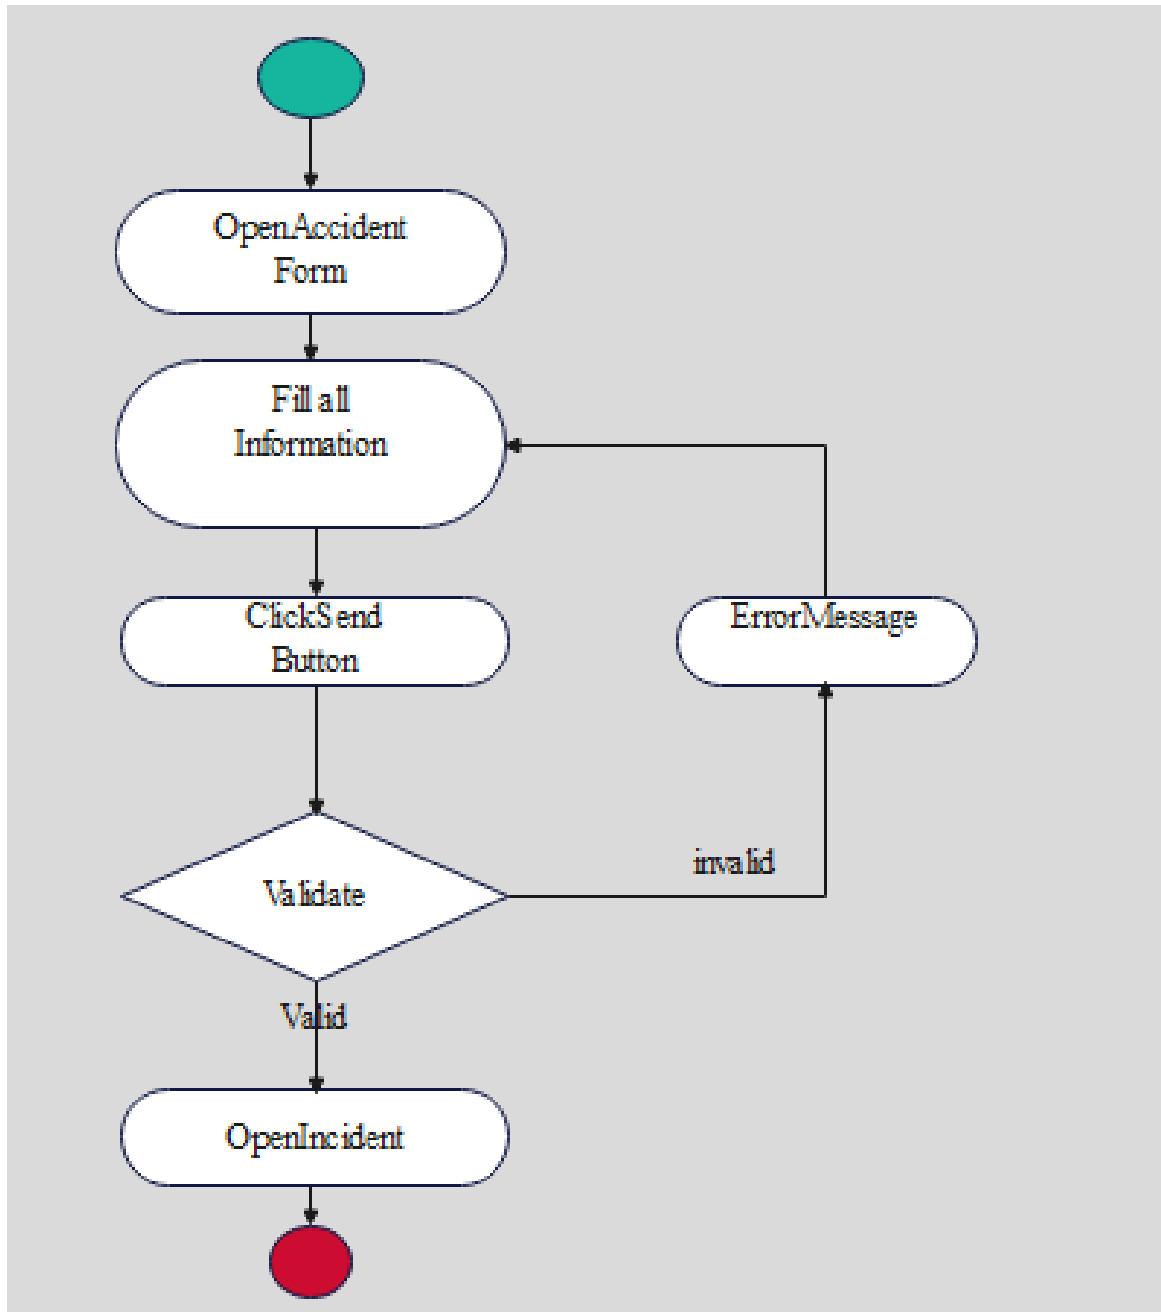 OpenAccident
Form
Fill all
Information
ClickSend
Button
ErrorMessage
invalid
Validate
Valid
OpenIncident